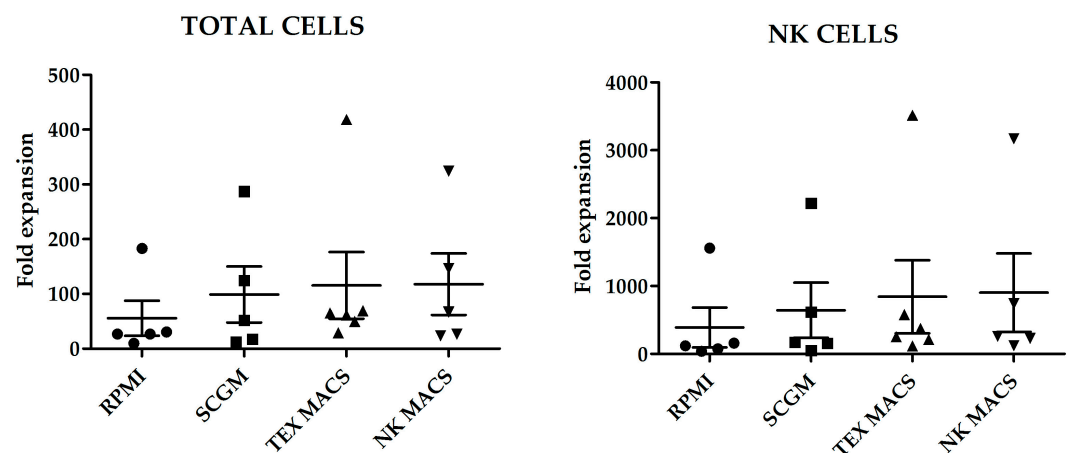 TOTAL CELLS
Fold expansion
500
400
300
200
100
0
RPMI
SCGM
TEX MACS
NK MACS
NK CELLS
Fold expansion
4000
3000
2000
1000
0
RPMI
SCGM
TEX MACS
NK MACS